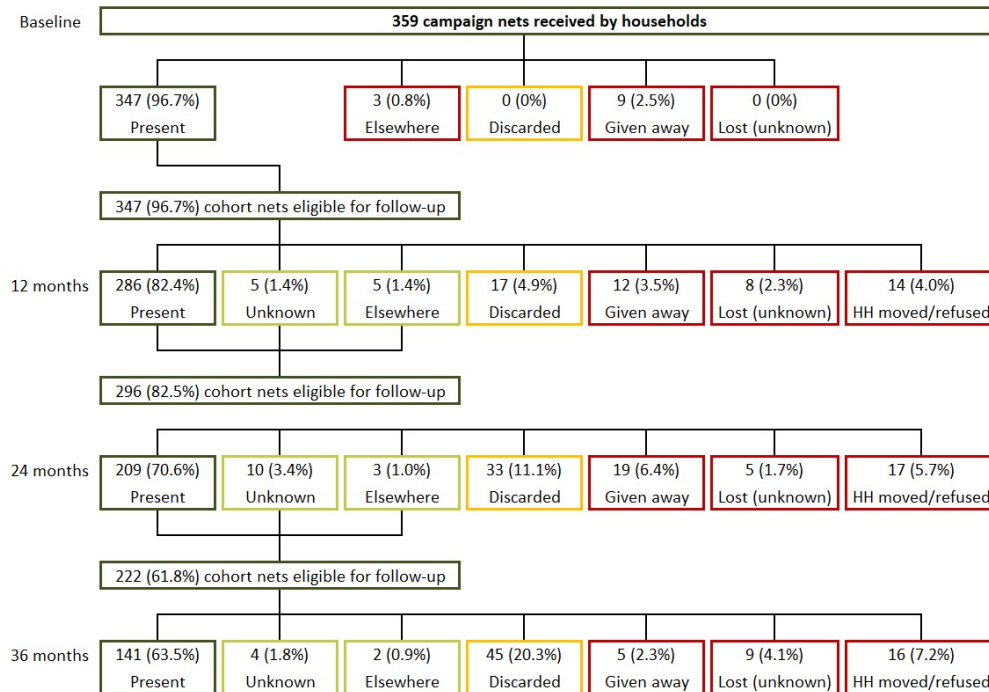 Baseline
359 campaign nets received by households
347 (96.7%)
Present
3 (0.8%)
Elsewhere
0 (0%)
Discarded
9 (2.5%)
Given away
0 (0%)
Lost (unknown)
347 (96.7%) cohort nets eligible for follow-up
12 months
286 (82.4%)
Present
5 (1.4%)
Unknown
5 (1.4%)
Elsewhere
17 (4.9%)
Discarded
12 (3.5%)
Given away
8 (2.3%)
Lost (unknown)
14 (4.0%)
HH moved/refused
296 (82.5%) cohort nets eligible for follow-up
24 months
209 (70.6%)
Present
10 (3.4%)
Unknown
3 (1.0%)
Elsewhere
33 (11.1%)
Discarded
19 (6.4%)
Given away
5 (1.7%)
Lost (unknown)
17 (5.7%)
HH moved/refused
222 (61.8%) cohort nets eligible for follow-up
36 months
141 (63.5%)
Present
4 (1.8%)
Unknown
2 (0.9%)
Elsewhere
45 (20.3%)
Discarded
5 (2.3%)
Given away
9 (4.1%)
Lost (unknown)
16 (7.2%)
HH moved/refused